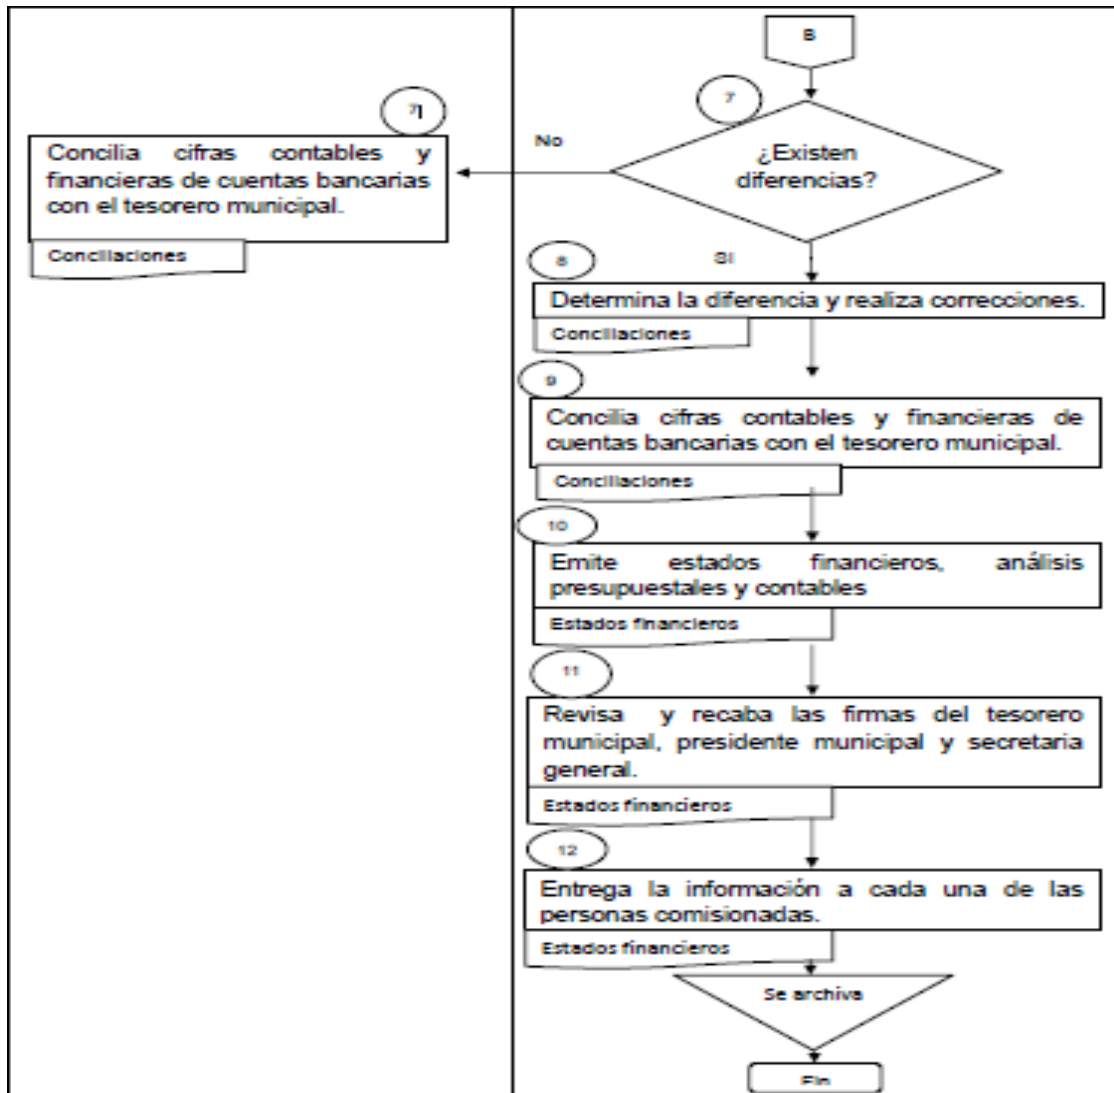 B
7
¿Existen
diferencias?
No
7
Concilia cifras contables y
financieras de cuentas bancarias
con el tesorero municipal.
Conciliaciones
SI
8
Determina la diferencia y realiza correcciones.
Conciliaciones
9
Concilia cifras contables y financieras de
cuentas bancarias con el tesorero municipal.
Conciliaciones
10
Emite estados financieros, análisis
presupuestales y contables
Estados financieros
11
Revisa y recaba las firmas del tesorero
municipal, presidente municipal y secretaria
general.
Estados financieros
12
Entrega la información a cada una de las
personas comisionadas.
Estados financieros
Se archiva
Fin